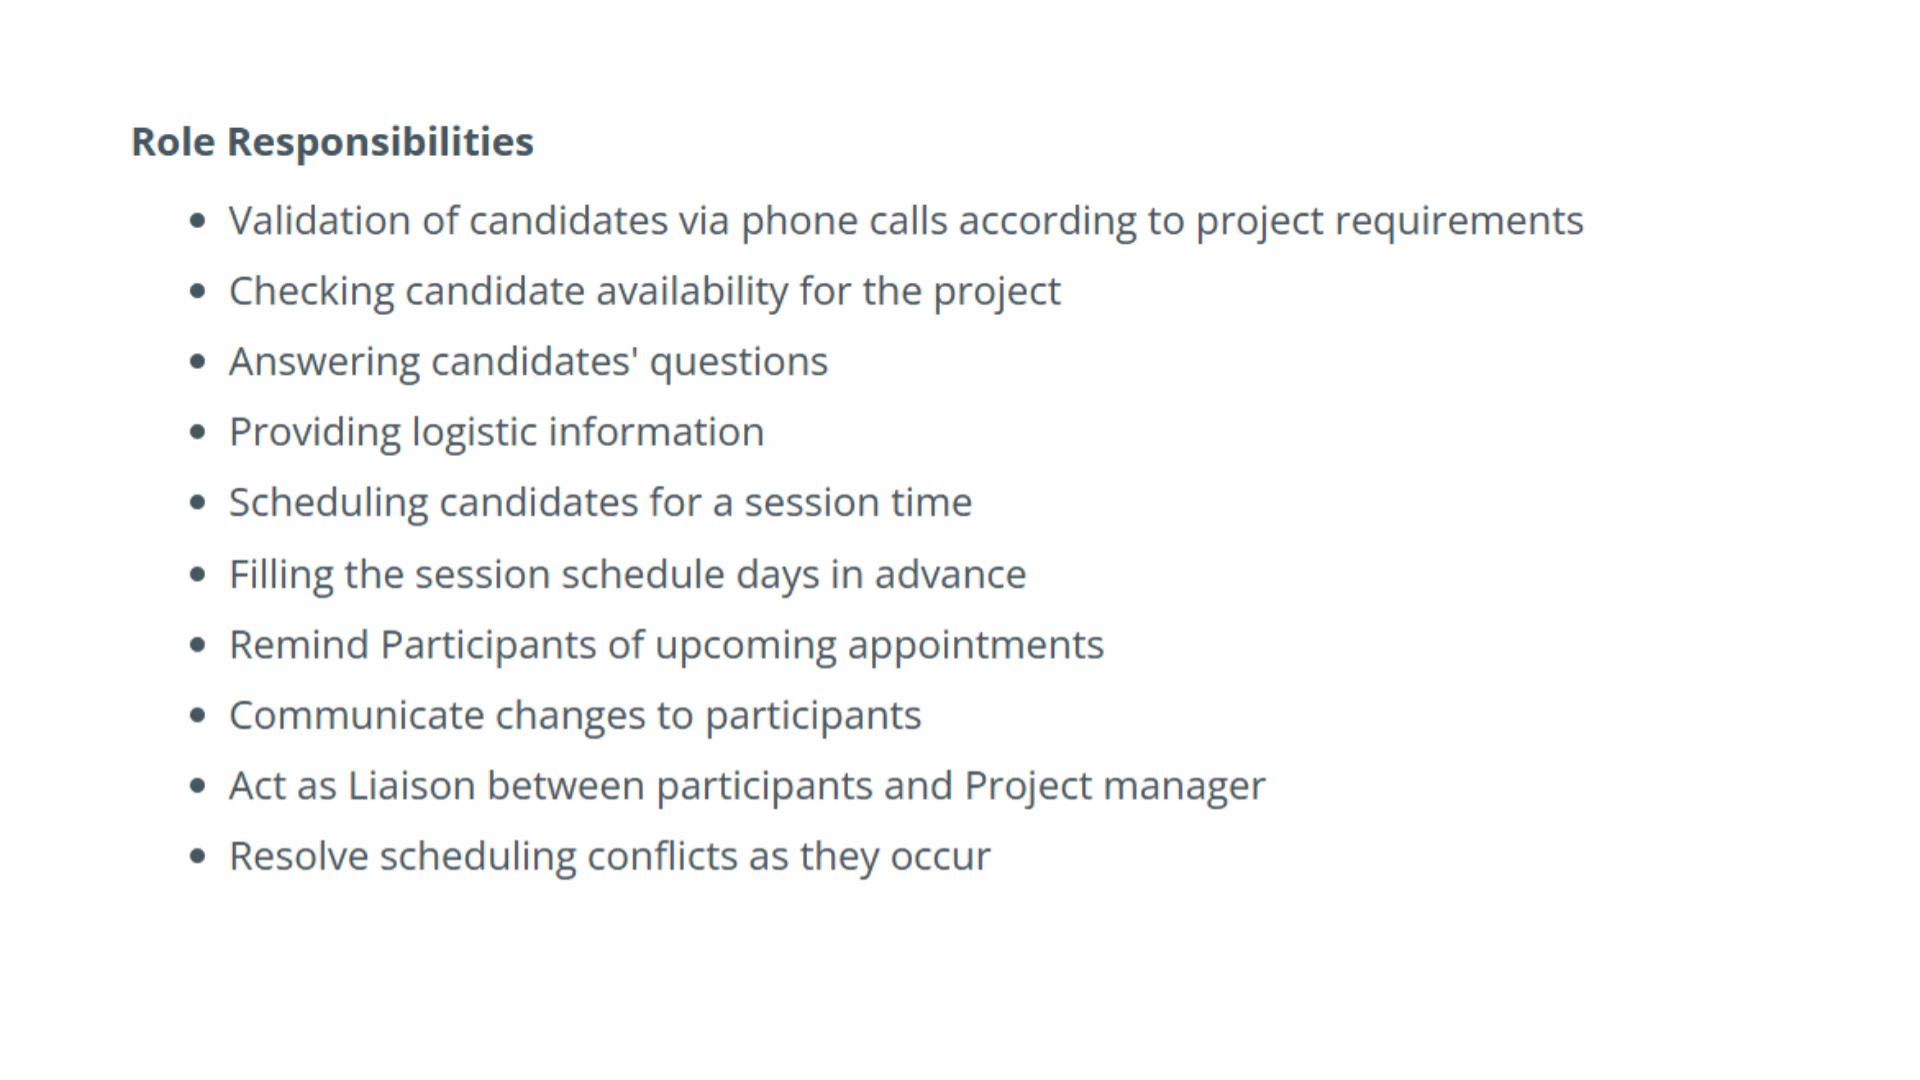 Role Responsibilities
• Validation of candidates via phone calls according to project requirements
• Checking candidate availability for the project
• Answering candidates' questions
• Providing logistic information
• Scheduling candidates for a session time
• Filling the session schedule days in advance
• Remind Participants of upcoming appointments
• Communicate changes to participants
• Act as Liaison between participants and Project manager
• Resolve scheduling conflicts as they occur